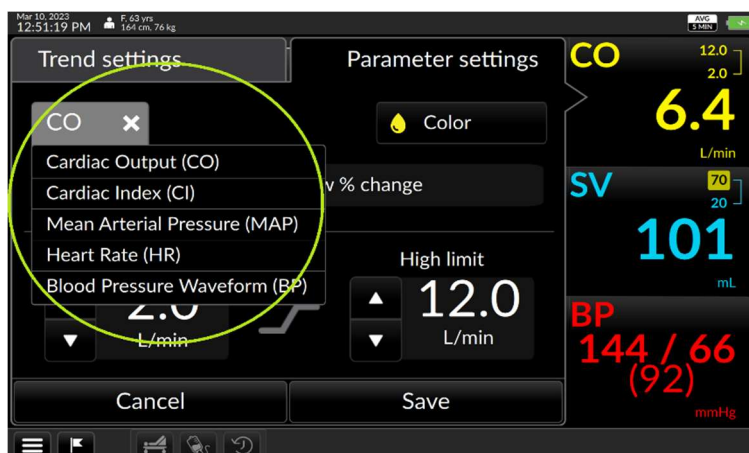 Mar 10, 2023
12:51:19 PM
F, 63 yrs
164 cm, 76 kg
AVG
5 MIN
Trend settings
Parameter settings
CO
Color
Cardiac Output (CO)
Cardiac Index (CI)
Mean Arterial Pressure (MAP)
Heart Rate (HR)
Blood Pressure Waveform (BP)
% change
High limit
2.0
L/min
12.0
L/min
Cancel
Save
CO
12.0
2.0
6.4
L/min
SV
70
20
101
mL
BP
144 / 66
(92)
mmHg